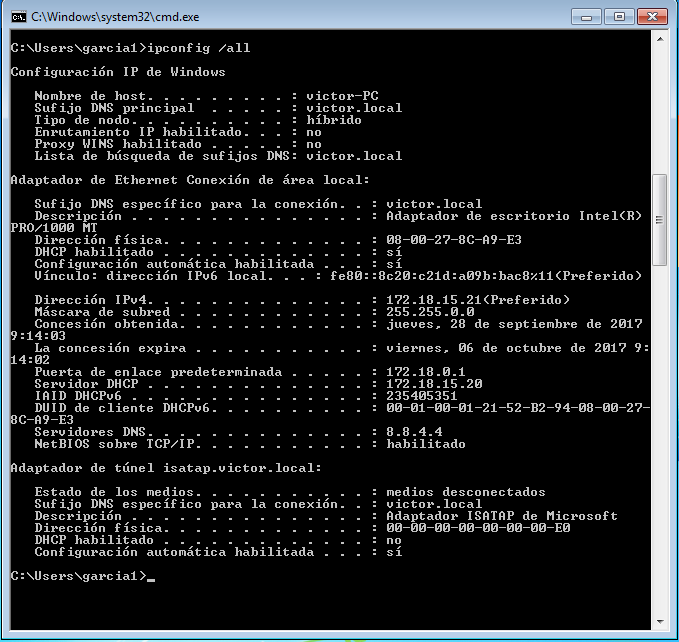 C:\Windows\system32\cmd.exe
C:\Users\garcia1>ipconfig /all
Configuración IP de Windows
Nombre de host. . . . . . . . . : victor-PC
Sufijo DNS principal  . . . . . : victor.local
Tipo de nodo. . . . . . . . . . : híbrido
Enrutamiento IP habilitado. . . : no
Proxy WINS habilitado . . . . . : no
Lista de búsqueda de sufijos DNS: victor.local
Adaptador de Ethernet Conexión de área local:
Sufijo DNS específico para la conexión. . : victor.local
Descripción . . . . . . . . . . . . . . . : Adaptador de escritorio Intel(R)
PRO/1000 MT
Dirección física. . . . . . . . . . . . . : 08-00-27-8C-A9-E3
DHCP habilitado . . . . . . . . . . . . . : sí
Configuración automática habilitada . . . : sí
Vínculo: dirección IPv6 local. . . : fe80::8c20:c21d:a09b:bac8%11(Preferido)
Dirección IPv4. . . . . . . . . . . . . . : 172.18.15.21(Preferido)
Máscara de subred . . . . . . . . . . . . : 255.255.0.0
Concesión obtenida. . . . . . . . . . . . : jueves, 28 de septiembre de 2017
9:14:03
La concesión expira . . . . . . . . . . . : viernes, 06 de octubre de 2017 9:
14:02
Puerta de enlace predeterminada . . . . . : 172.18.0.1
Servidor DHCP . . . . . . . . . . . . . . : 172.18.15.20
IAID DHCPv6 . . . . . . . . . . . . . . . : 235405351
DUID de cliente DHCPv6. . . . . . . . . . : 00-01-00-01-21-52-B2-94-08-00-27-
8C-A9-E3
Servidores DNS. . . . . . . . . . . . . . : 8.8.4.4
NetBIOS sobre TCP/IP. . . . . . . . . . . : habilitado
Adaptador de túnel isatap.victor.local:
Estado de los medios. . . . . . . . . . . : medios desconectados
Sufijo DNS específico para la conexión. . : victor.local
Descripción . . . . . . . . . . . . . . . : Adaptador ISATAP de Microsoft
Dirección física. . . . . . . . . . . . . : 00-00-00-00-00-00-00-E0
DHCP habilitado . . . . . . . . . . . . . : no
Configuración automática habilitada . . . : sí
C:\Users\garcia1>_